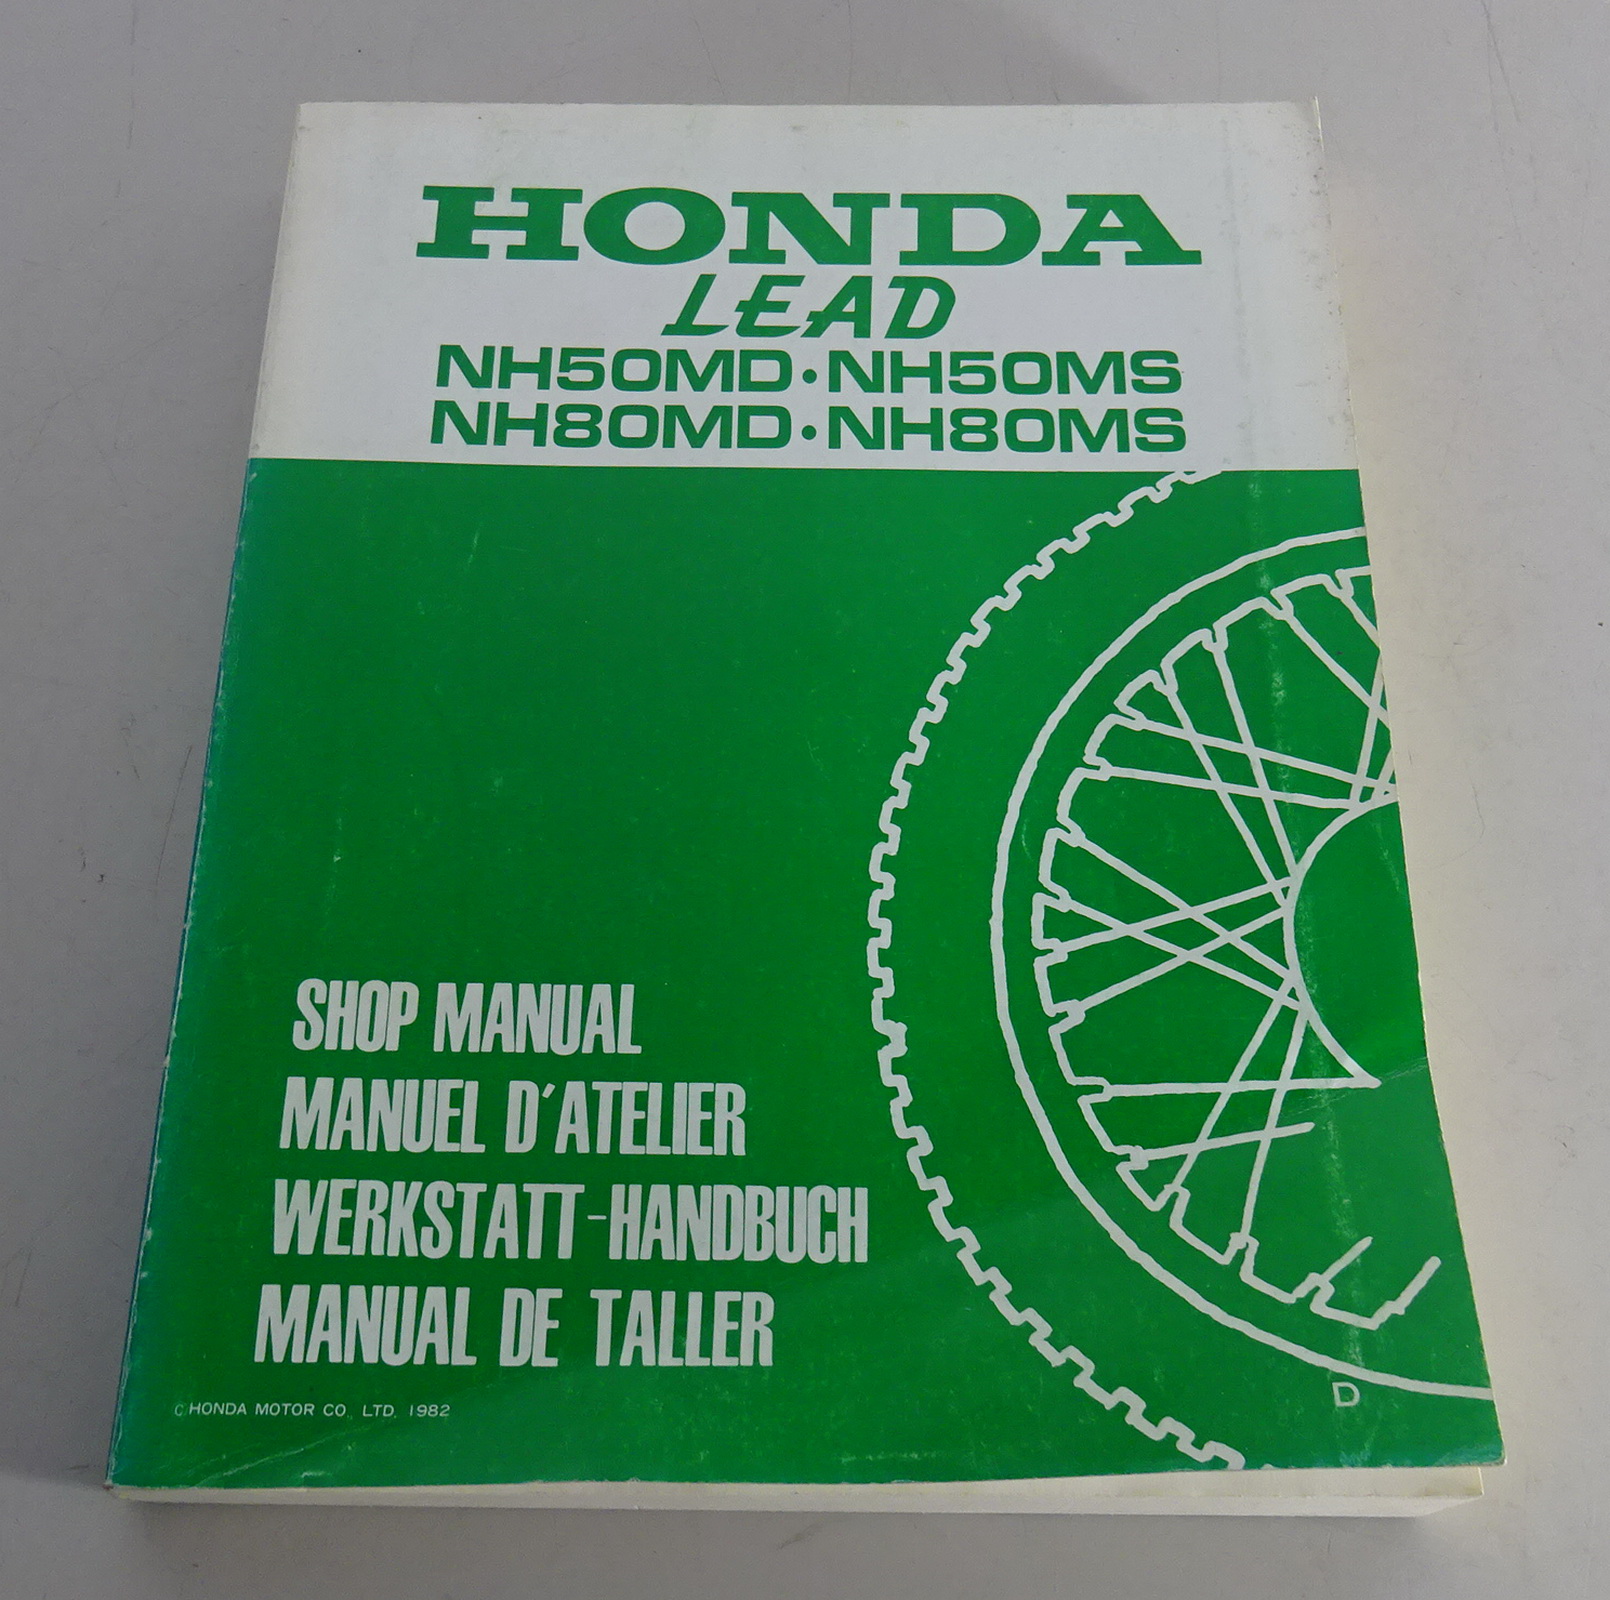 HONDA
LEAD
NH50MD·NH50MS
NH80MD·NH80MS
SHOP MANUAL
MANUEL D'ATELIER
WERKSTATT-HANDBUCH
MANUAL DE TALLER
© HONDA MOTOR CO., LTD. 1982
D